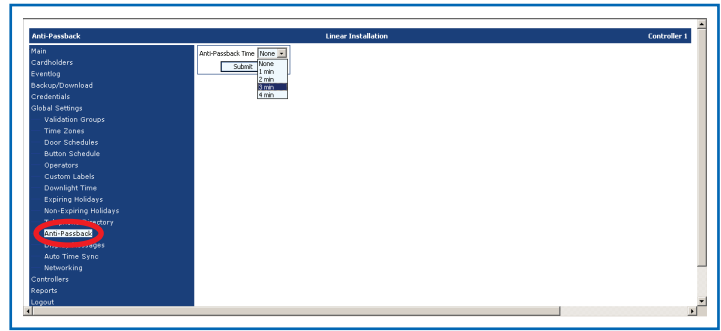 Anti-Passback Linear Installation Controller 1
Main
Cardholders
Eventlog
Backup/Download
Credentials
Global Settings
Validation Groups
Time Zones
Door Schedules
Button Schedule
Operators
Custom Labels
Downlight Time
Expiring Holidays
Non-Expiring Holidays
Anti-Passback
Auto Time Sync
Networking
Controllers
Reports
Logout
Anti-Passback Time None
Submit
None
1 min
2 min
3 min
4 min